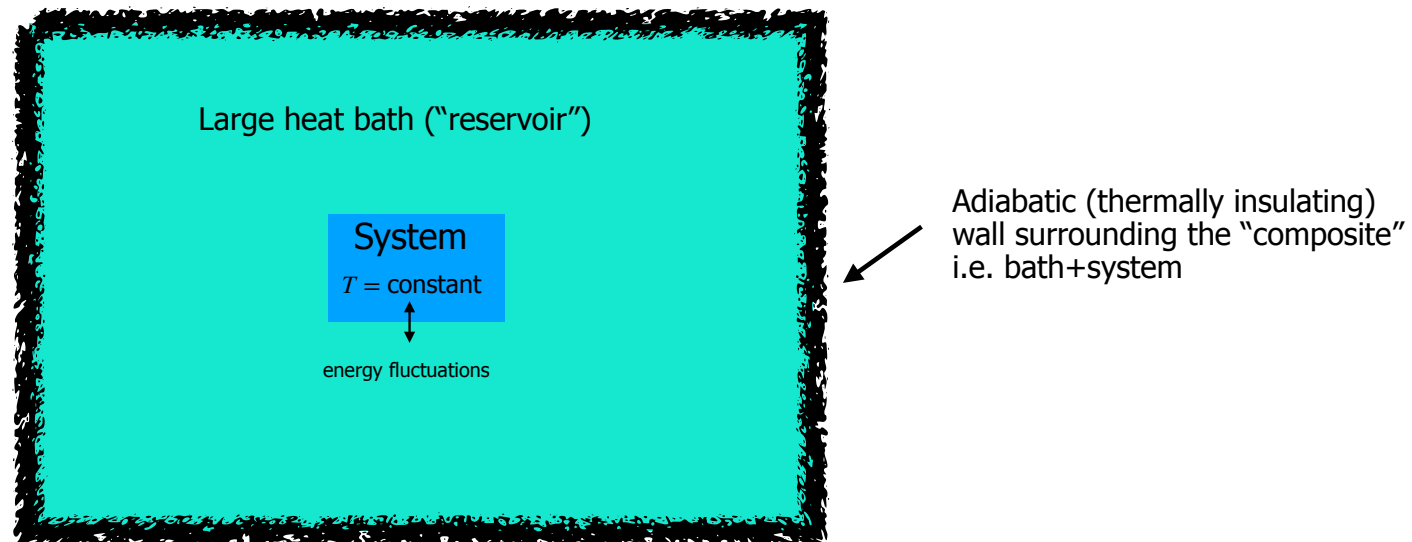 Large heat bath (“reservoir”)
System
T = constant
energy fluctuations
Adiabatic (thermally insulating)
wall surrounding the “composite”
i.e. bath+system